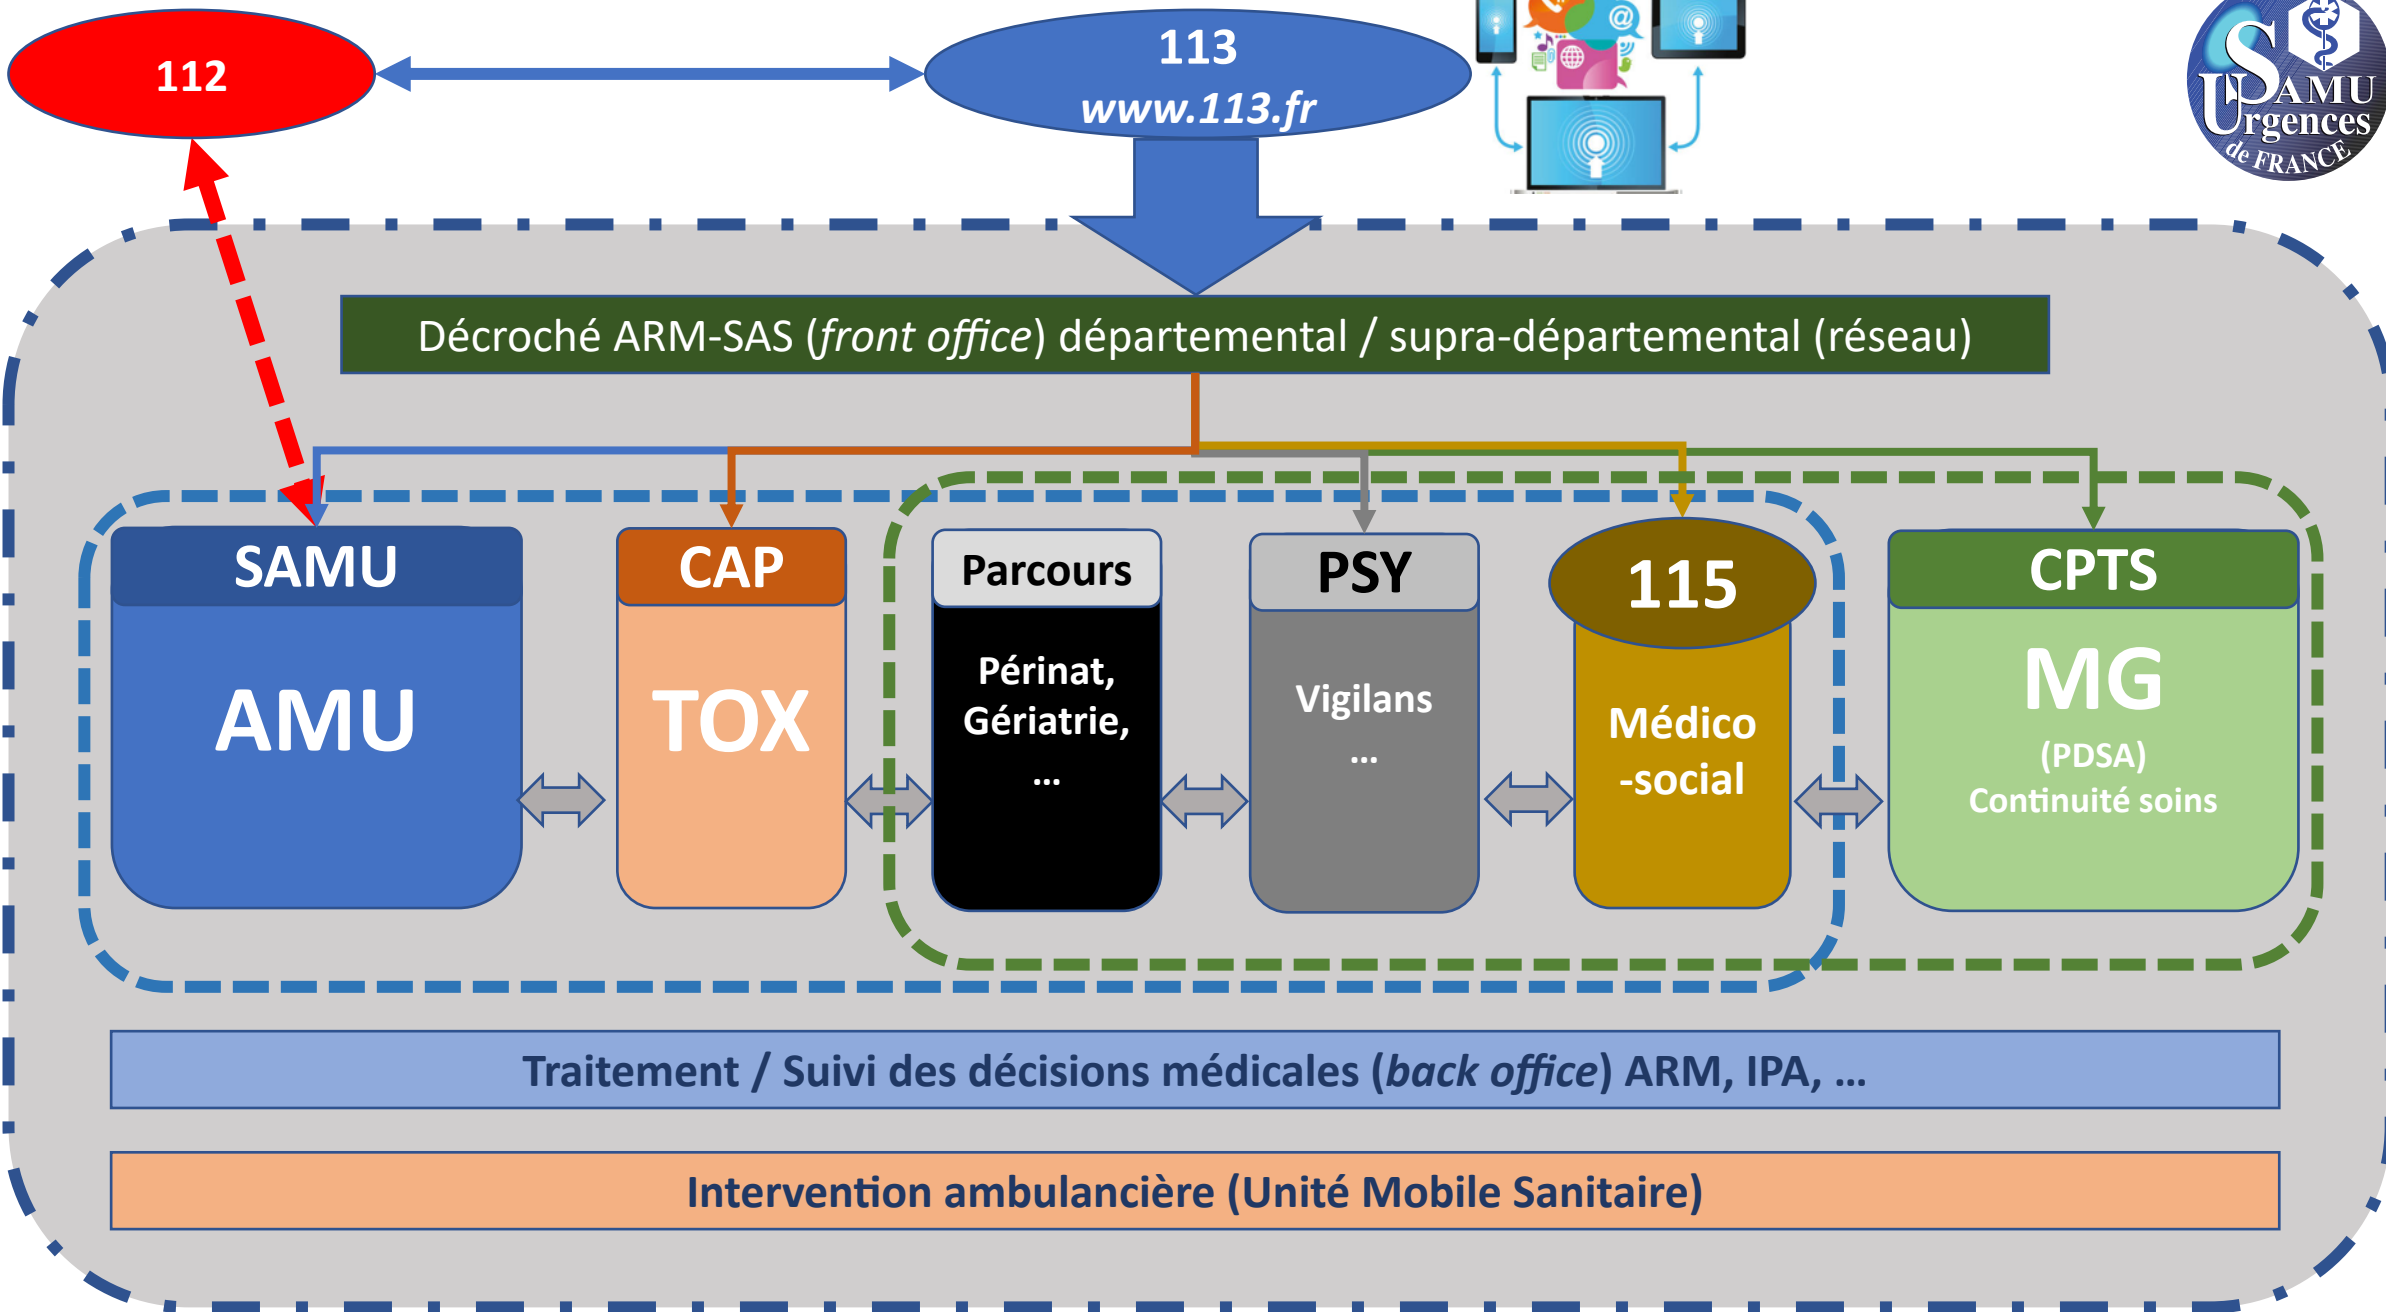 112
113
www.113.fr
@
SAMU
Urgences
de FRANCE
Décroché ARM-SAS (front office) départemental / supra-départemental (réseau)
SAMU
AMU
CAP
TOX
Parcours
Périnat,
Gériatrie,
...
PSY
Vigilans
...
115
Médico
-social
CPTS
MG
(PDSA)
Continuité soins
Traitement / Suivi des décisions médicales (back office) ARM, IPA, ...
Intervention ambulancière (Unité Mobile Sanitaire)